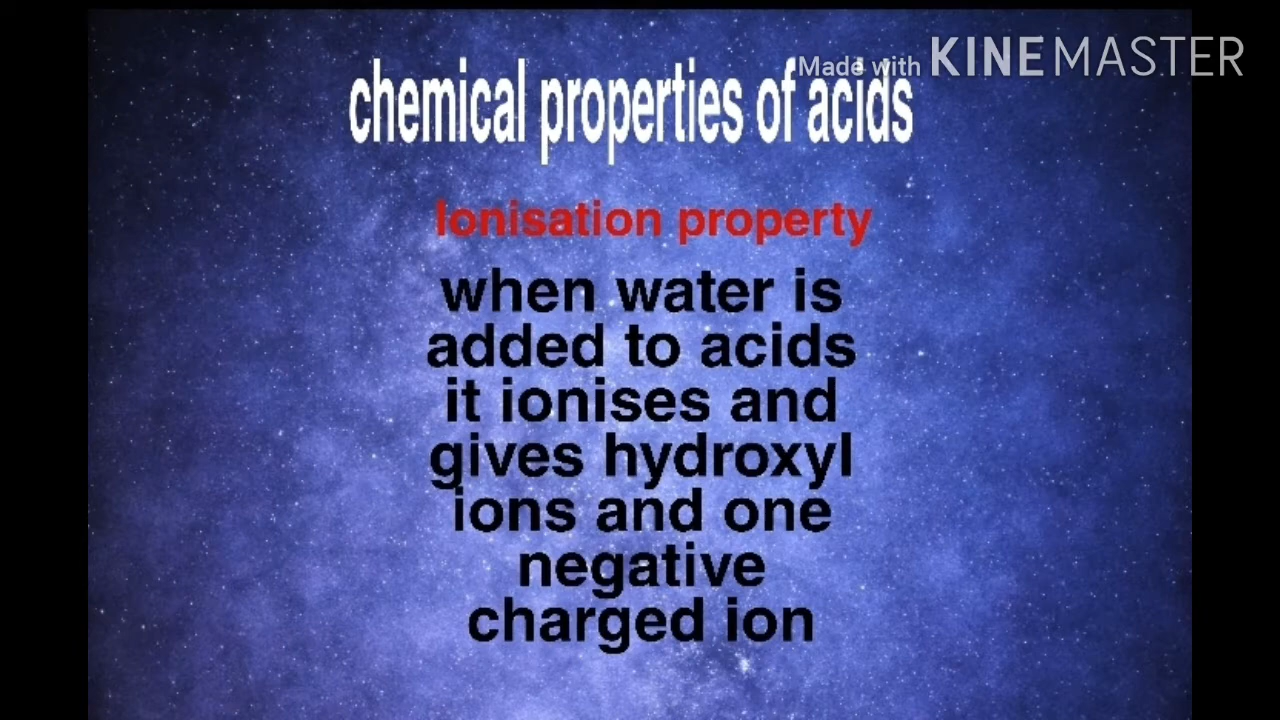 Made with KINEMASTER
chemical properties of acids
Ionisation property
when water is
added to acids
it ionises and
gives hydroxyl
ions and one
negative
charged ion